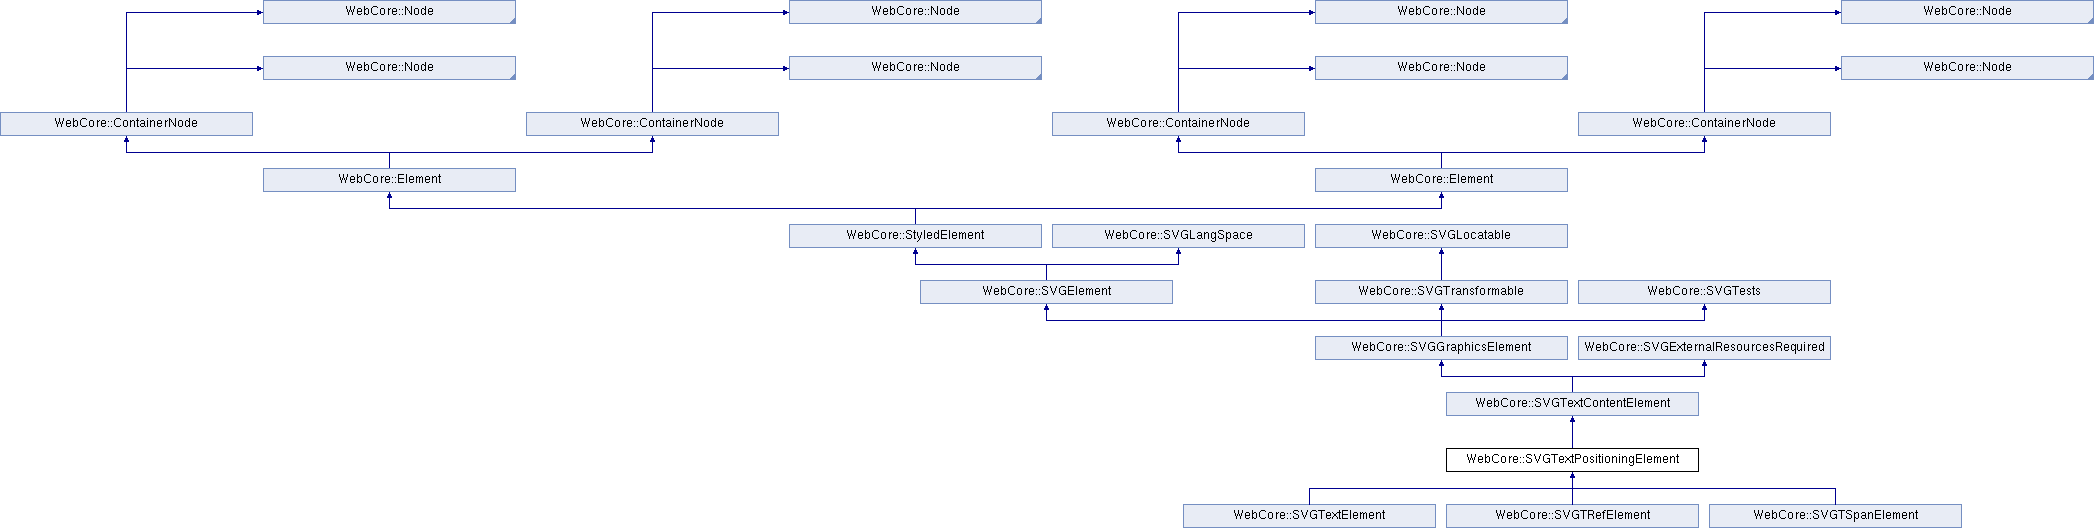 WebCore::Node
WebCore::Node
WebCore::Node
WebCore::Node
WebCore::Node
WebCore::Node
WebCore::Node
WebCore::Node
WebCore::ContainerNode
WebCore::ContainerNode
WebCore::ContainerNode
WebCore::ContainerNode
WebCore::Element
WebCore::Element
WebCore::StyledElement
WebCore::SVGLangSpace
WebCore::SVGLocatable
WebCore::SVGElement
WebCore::SVGTransformable
WebCore::SVGTests
WebCore::SVGGraphicsElement
WebCore::SVGExternalResourcesRequired
WebCore::SVGTextContentElement
WebCore::SVGTextPositioningElement
WebCore::SVGTextElement
WebCore::SVGTRefElement
WebCore::SVGTSpanElement